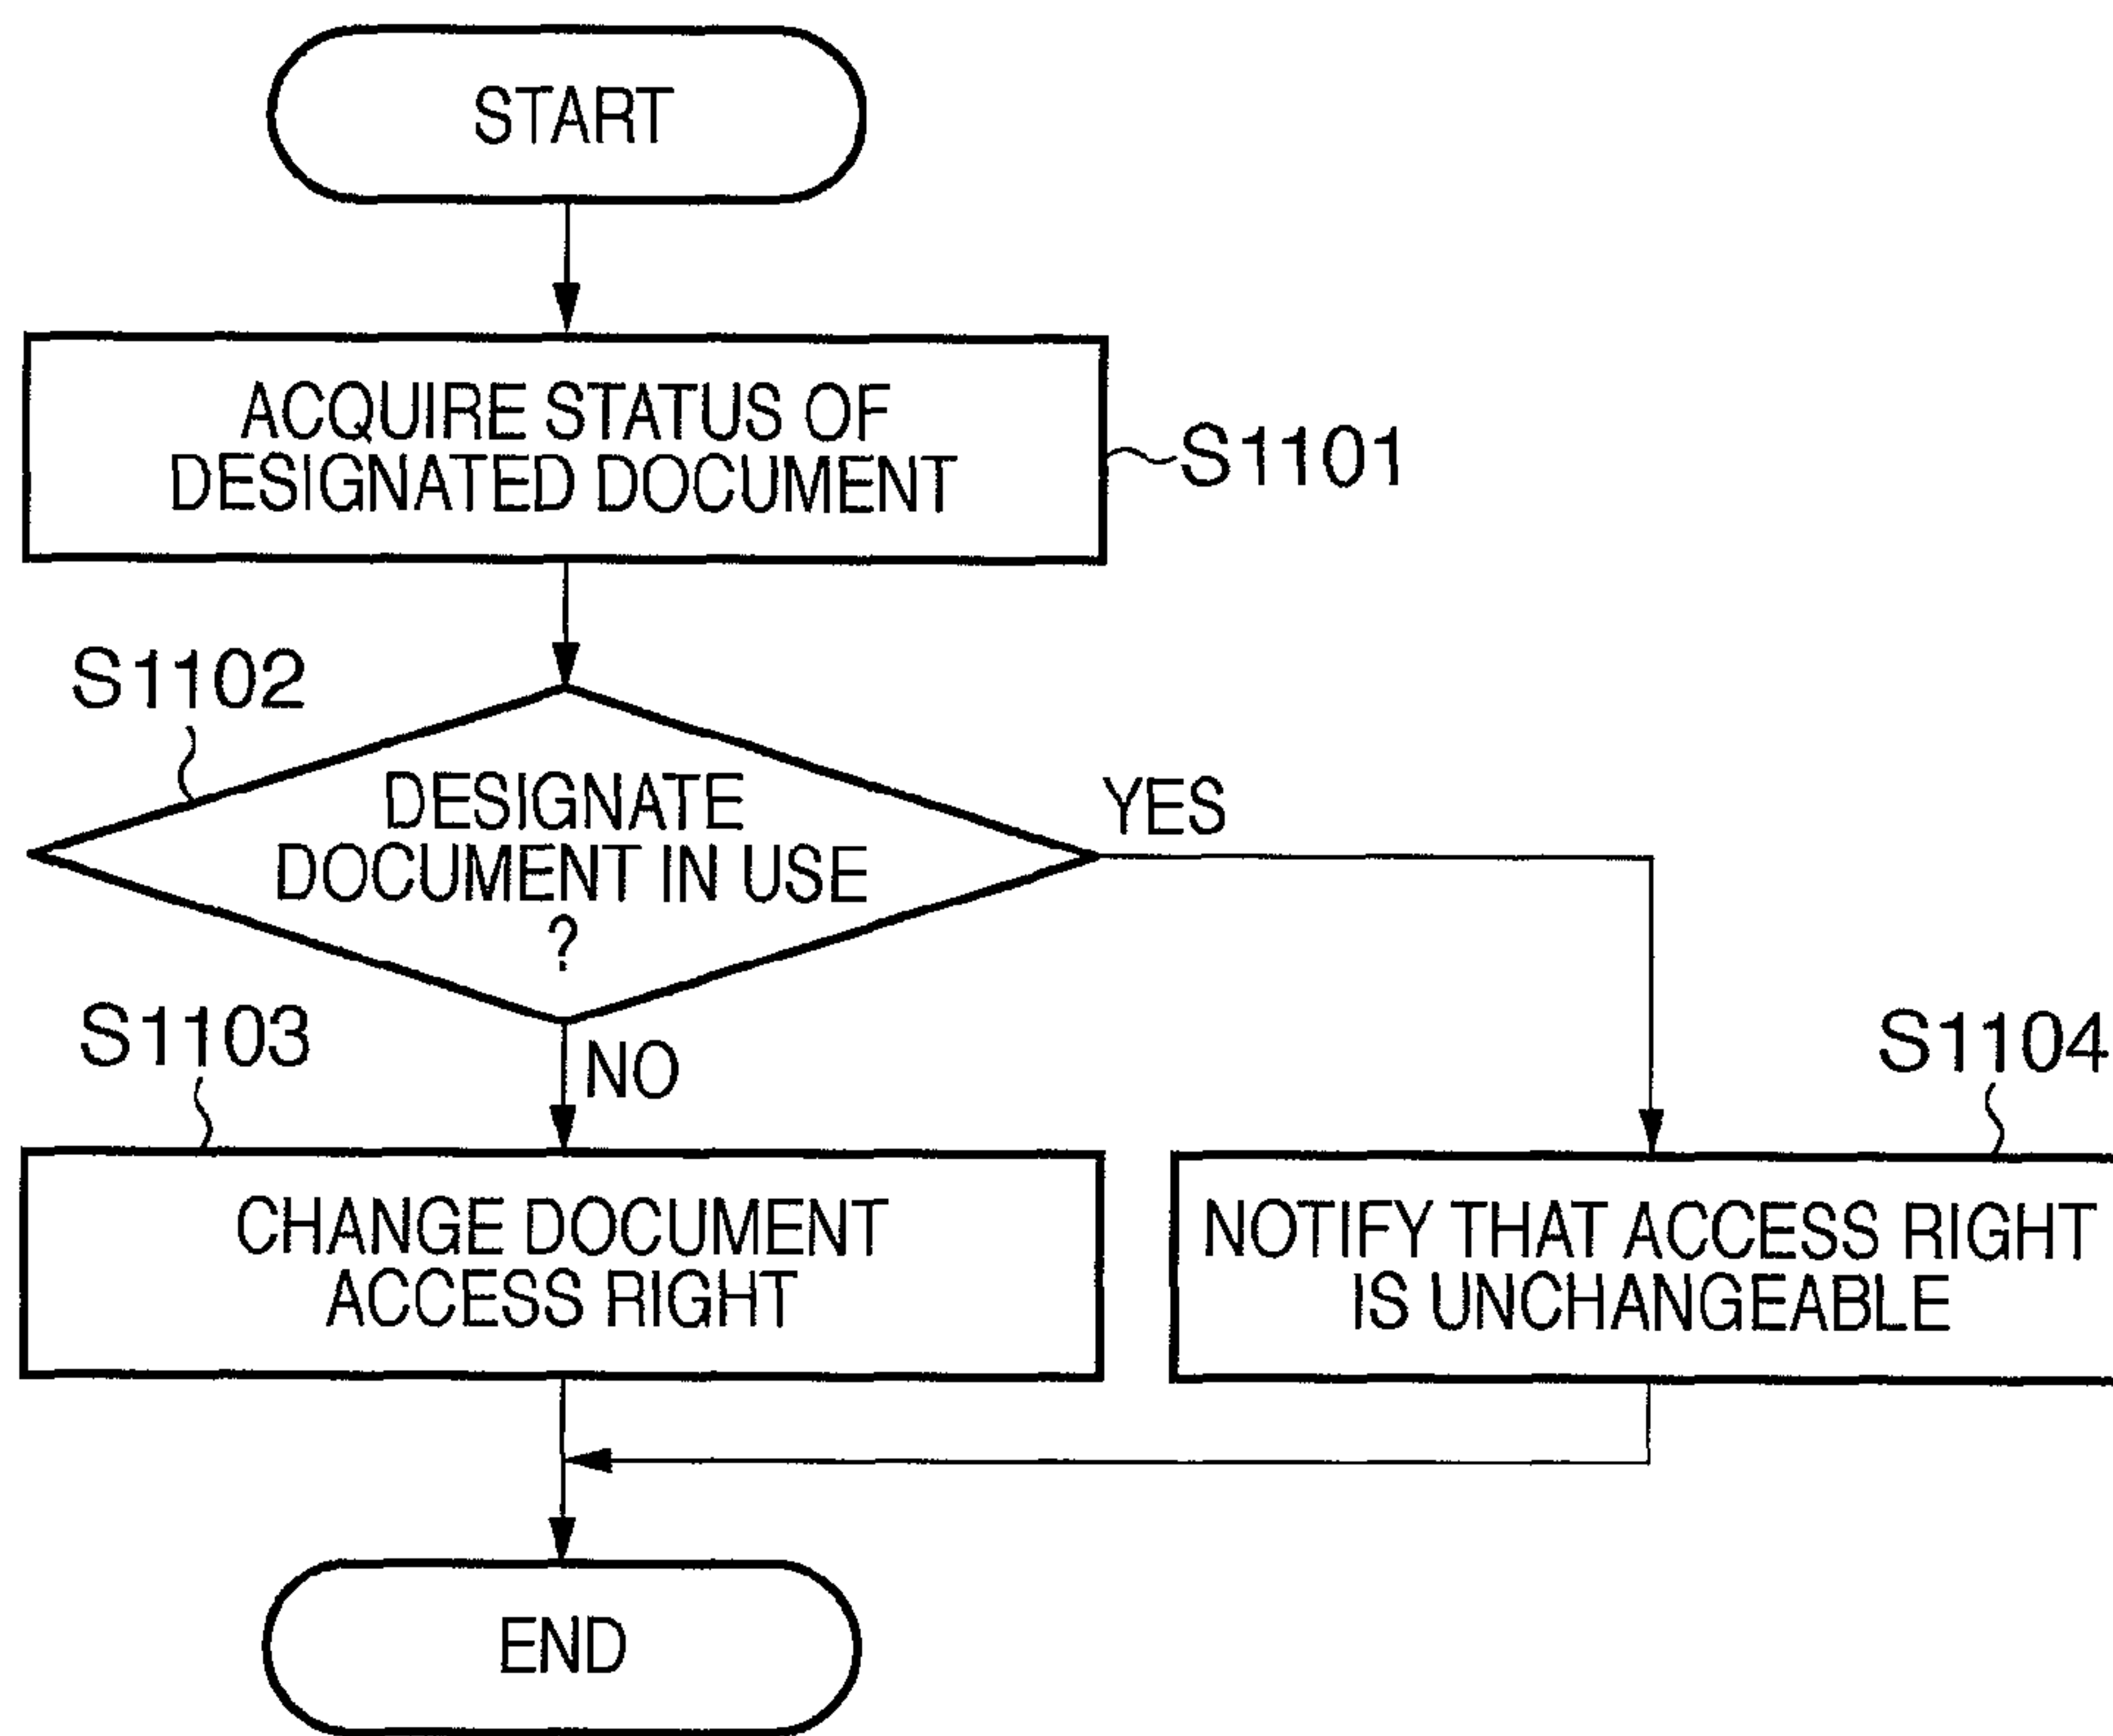 START
ACQUIRE STATUS OF
DESIGNATED DOCUMENT
S1101
S1102
DESIGNATE
DOCUMENT IN USE
?
YES
NO
S1103
CHANGE DOCUMENT
ACCESS RIGHT
S1104
NOTIFY THAT ACCESS RIGHT
IS UNCHANGEABLE
END